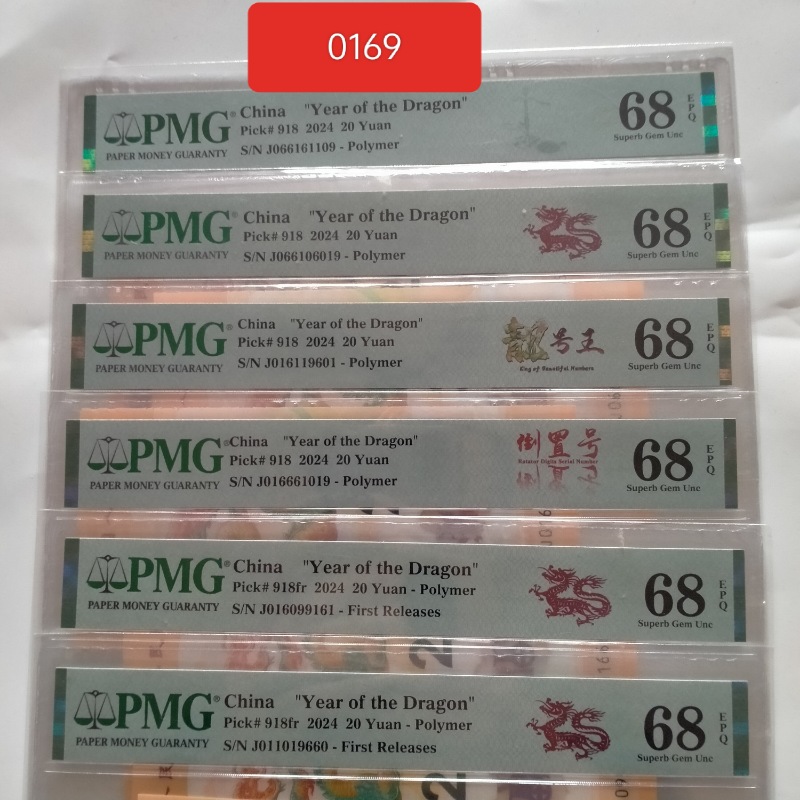 0169
PMG®
PAPER MONEY GUARANTY
China "Year of the Dragon"
Pick# 918 2024 20 Yuan
S/N J066161109 - Polymer
68
EPQ
Superb Gem Unc
PMG®
PAPER MONEY GUARANTY
China "Year of the Dragon"
Pick# 918 2024 20 Yuan
S/N J066106019 - Polymer
68
EPQ
Superb Gem Unc
PMG®
PAPER MONEY GUARANTY
China "Year of the Dragon"
Pick# 918 2024 20 Yuan
S/N J016119601 - Polymer
靓号王
King of Beautiful Numbers
68
EPQ
Superb Gem Unc
PMG®
PAPER MONEY GUARANTY
China "Year of the Dragon"
Pick# 918 2024 20 Yuan
S/N J016661019 - Polymer
倒置号
Rotator Digits Serial Number
68
EPQ
Superb Gem Unc
PMG®
PAPER MONEY GUARANTY
China "Year of the Dragon"
Pick# 918fr 2024 20 Yuan - Polymer
S/N J016099161 - First Releases
68
EPQ
Superb Gem Unc
PMG®
PAPER MONEY GUARANTY
China "Year of the Dragon"
Pick# 918fr 2024 20 Yuan - Polymer
S/N J011019660 - First Releases
68
EPQ
Superb Gem Unc